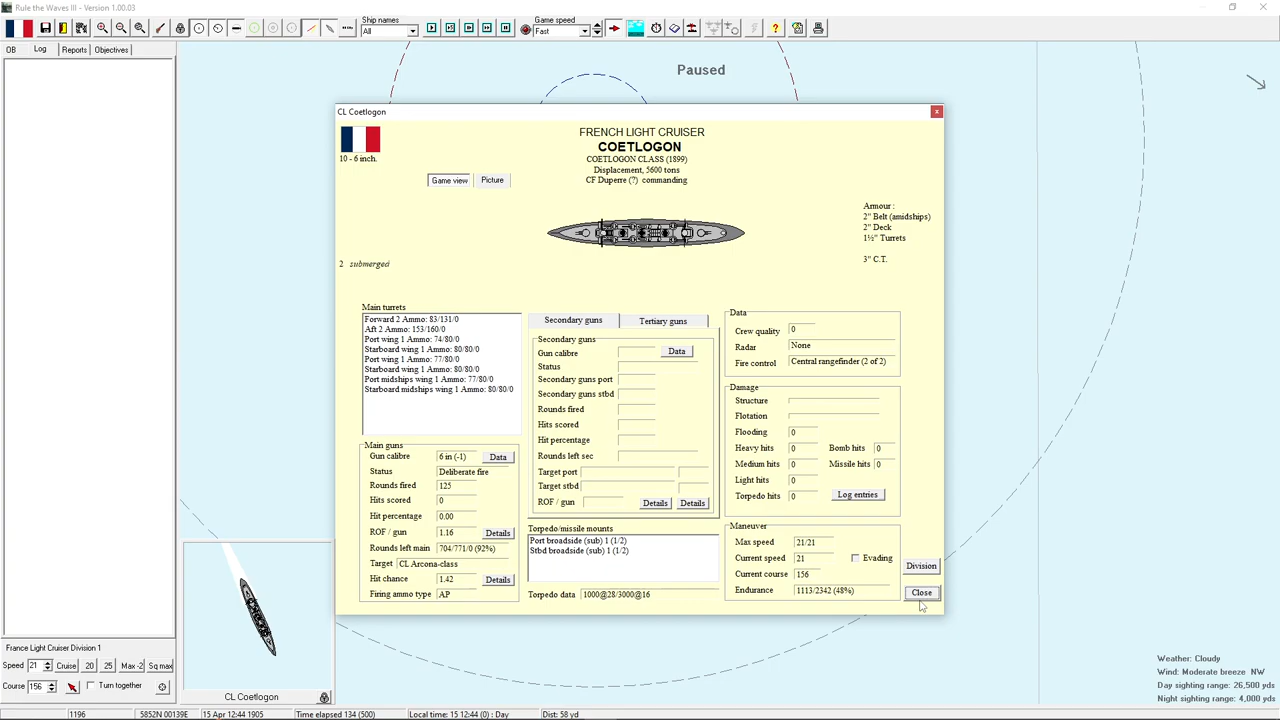 Rule the Waves III - Version 1.00.03
Ship names
All
Game speed
Fast
OB
Log
Reports
Objectives
Paused
CL Coetlogon
FRENCH LIGHT CRUISER
COETLOGON
COETLOGON CLASS (1899)
Displacement, 5600 tons
CF Duperre (?) commanding
10 - 6 inch.
Game view
Picture
Armour :
2" Belt (amidships)
2" Deck
1½" Turrets
3" C.T.
2 submerged
Main turrets
Forward 2 Ammo: 83/131/0
Aft 2 Ammo: 153/160/0
Port wing 1 Ammo: 74/80/0
Starboard wing 1 Ammo: 80/80/0
Port wing 1 Ammo: 77/80/0
Starboard wing 1 Ammo: 80/80/0
Port midships wing 1 Ammo: 77/80/0
Starboard midships wing 1 Ammo: 80/80/0
Main guns
Gun calibre 6 in (-1) Data
Status Deliberate fire
Rounds fired 125
Hits scored 0
Hit percentage 0.00
ROF / gun 1.16 Details
Rounds left main 704/771/0 (92%)
Target CL Arcona-class
Hit chance 1.42 Details
Firing ammo type AP
Secondary guns
Tertiary guns
Secondary guns
Gun calibre Data
Status
Secondary guns port
Secondary guns stbd
Rounds fired
Hits scored
Hit percentage
Rounds left sec
Target port
Target stbd
ROF / gun Details Details
Torpedo/missile mounts
Port broadside (sub) 1 (1/2)
Stbd broadside (sub) 1 (1/2)
Torpedo data 1000@28/3000@16
Data
Crew quality 0
Radar None
Fire control Central rangefinder (2 of 2)
Damage
Structure
Flotation
Flooding 0
Heavy hits 0 Bomb hits 0
Medium hits 0 Missile hits 0
Light hits 0
Torpedo hits 0 Log entries
Maneuver
Max speed 21/21
Current speed 21 Evading
Current course 156
Endurance 1113/2342 (48%)
Division
Close
France Light Cruiser Division 1
Speed 21 Cruise 20 25 Max -2 Sq max
Course 156 Turn together
CL Coetlogon
Weather: Cloudy
Wind: Moderate breeze NW
Day sighting range: 26,500 yds
Night sighting range: 4,000 yds
1196
5852N 00139E
15 Apr 12:44 1905
Time elapsed 134 (500)
Local time: 15 12:44 (0) : Day
Dist: 58 yd